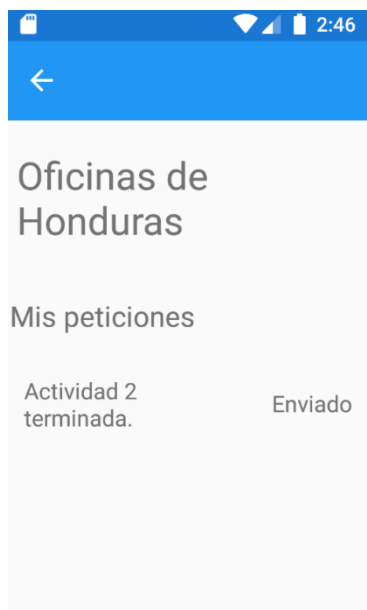 2:46
Oficinas de
Honduras
Mis peticiones
Actividad 2
terminada.
Enviado